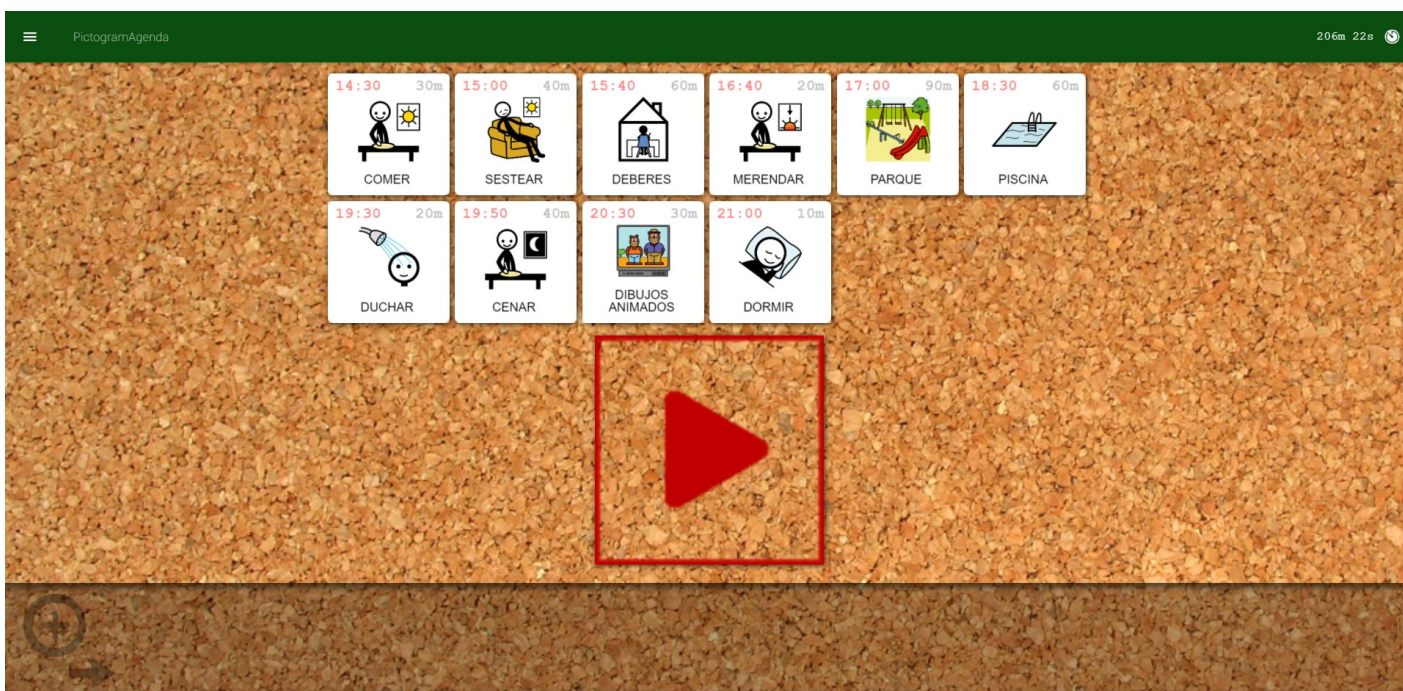 PictogramAgenda
206m 22s
14:30 30m
COMER
15:00 40m
SESTEAR
15:40 60m
DEBERES
16:40 20m
MERENDAR
17:00 90m
PARQUE
18:30 60m
PISCINA
19:30 20m
DUCHAR
19:50 40m
CENAR
20:30 30m
DIBUJOS
ANIMADOS
21:00 10m
DORMIR